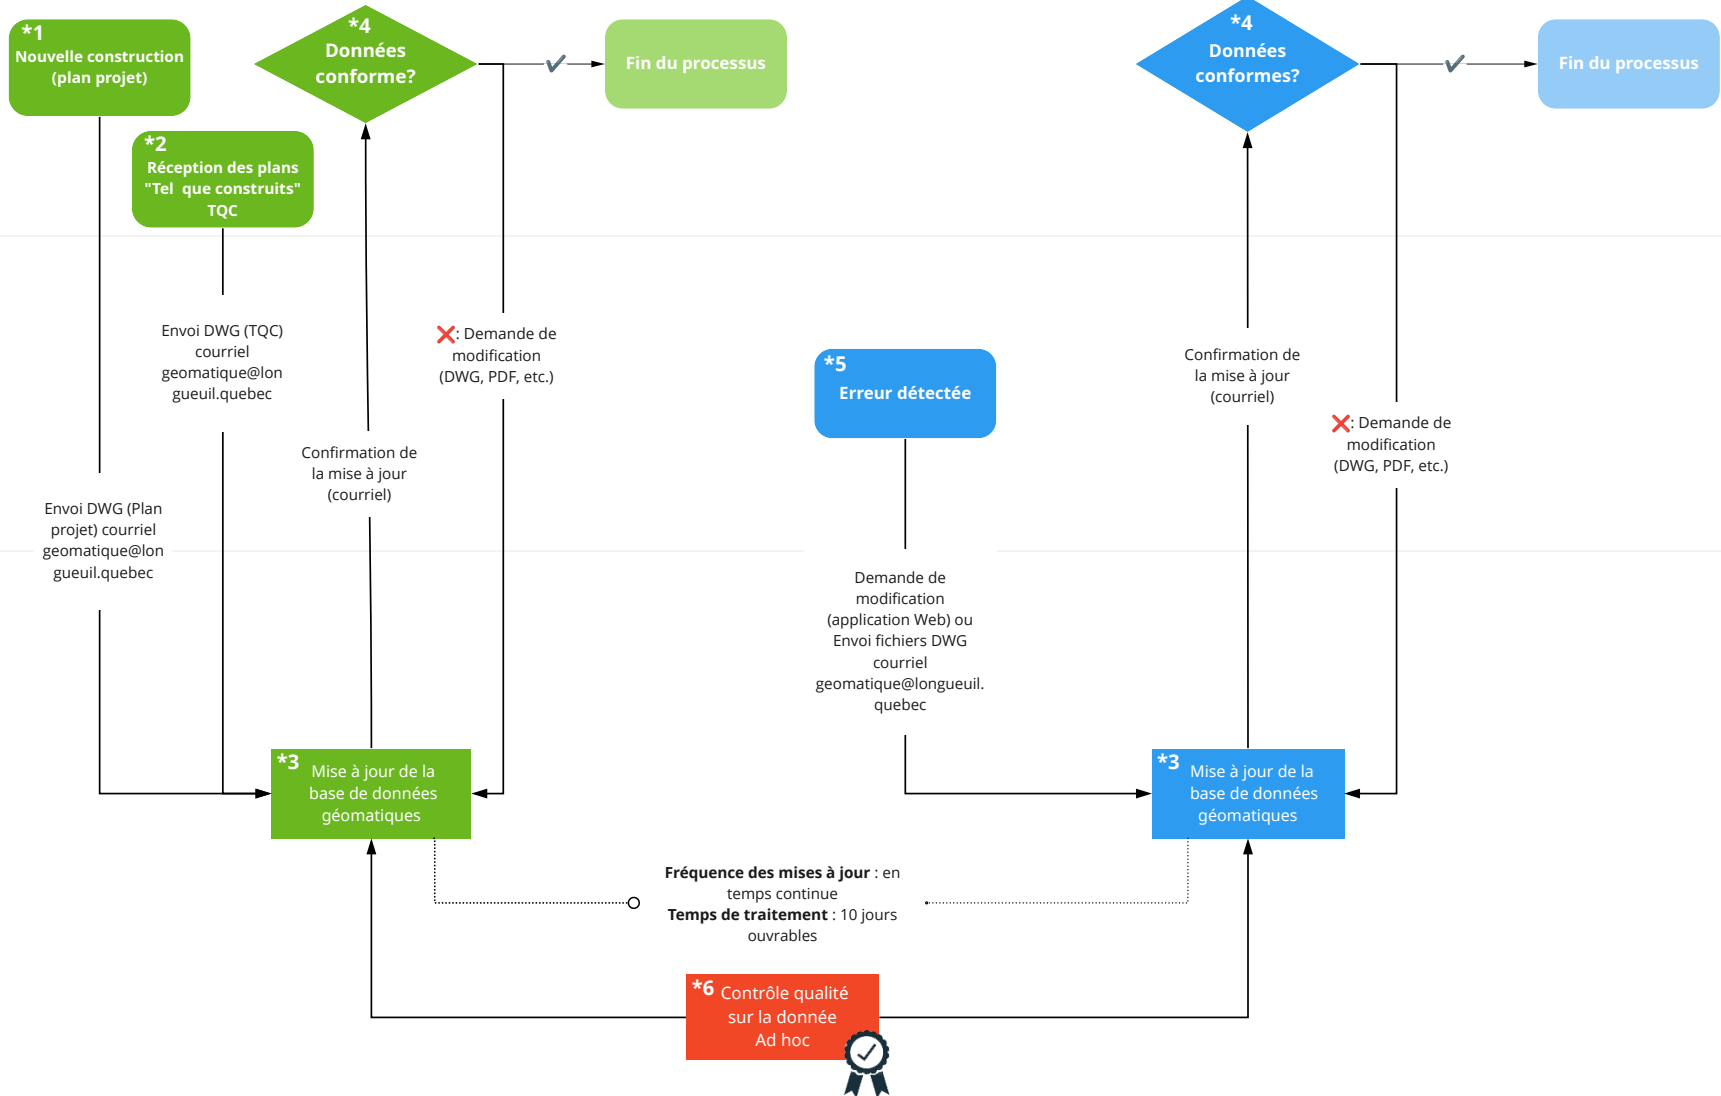 *1
Nouvelle construction
(plan projet)
*2
Réception des plans
"Tel  que construits"
TQC
*4
Données
conforme?
Fin du processus
*4
Données
conformes?
Fin du processus
Envoi DWG (TQC)
courriel
geomatique@lon
gueuil.quebec
❌: Demande de
modification
(DWG, PDF, etc.)
Confirmation de
la mise à jour
(courriel)
Envoi DWG (Plan
projet) courriel
geomatique@lon
gueuil.quebec
*5
Erreur détectée
Confirmation de
la mise à jour
(courriel)
❌: Demande de
modification
(DWG, PDF, etc.)
Demande de
modification
(application Web) ou
Envoi fichiers DWG
courriel
geomatique@longueuil.
quebec
*3
Mise à jour de la
base de données
géomatiques
*3
Mise à jour de la
base de données
géomatiques
Fréquence des mises à jour : en
temps continue
Temps de traitement : 10 jours
ouvrables
*6
Contrôle qualité
sur la donnée
Ad hoc